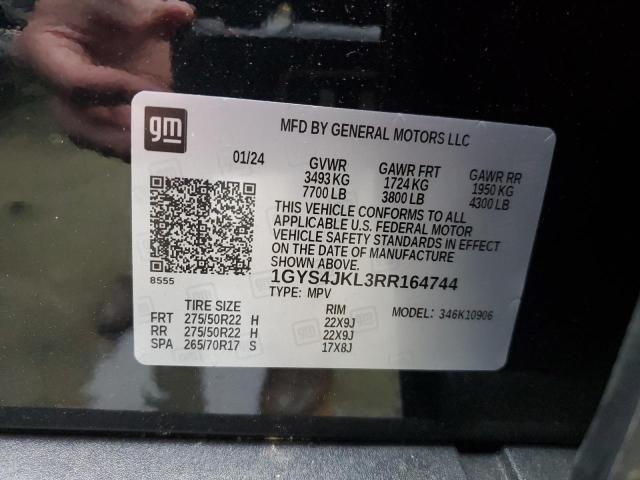 gm
MFD BY GENERAL MOTORS LLC
01/24 GVWR GAWR FRT GAWR RR
3493 KG 1724 KG 1950 KG
7700 LB 3800 LB 4300 LB
THIS VEHICLE CONFORMS TO ALL
APPLICABLE U.S. FEDERAL MOTOR
VEHICLE SAFETY STANDARDS IN EFFECT
ON THE DATE OF MANUFACTURE
SHOWN ABOVE.
1GYS4JKL3RR164744
8555
TYPE: MPV
TIRE SIZE RIM MODEL: 346K10906
FRT 275/50R22 H 22X9J
RR 275/50R22 H 22X9J
SPA 265/70R17 S 17X8J